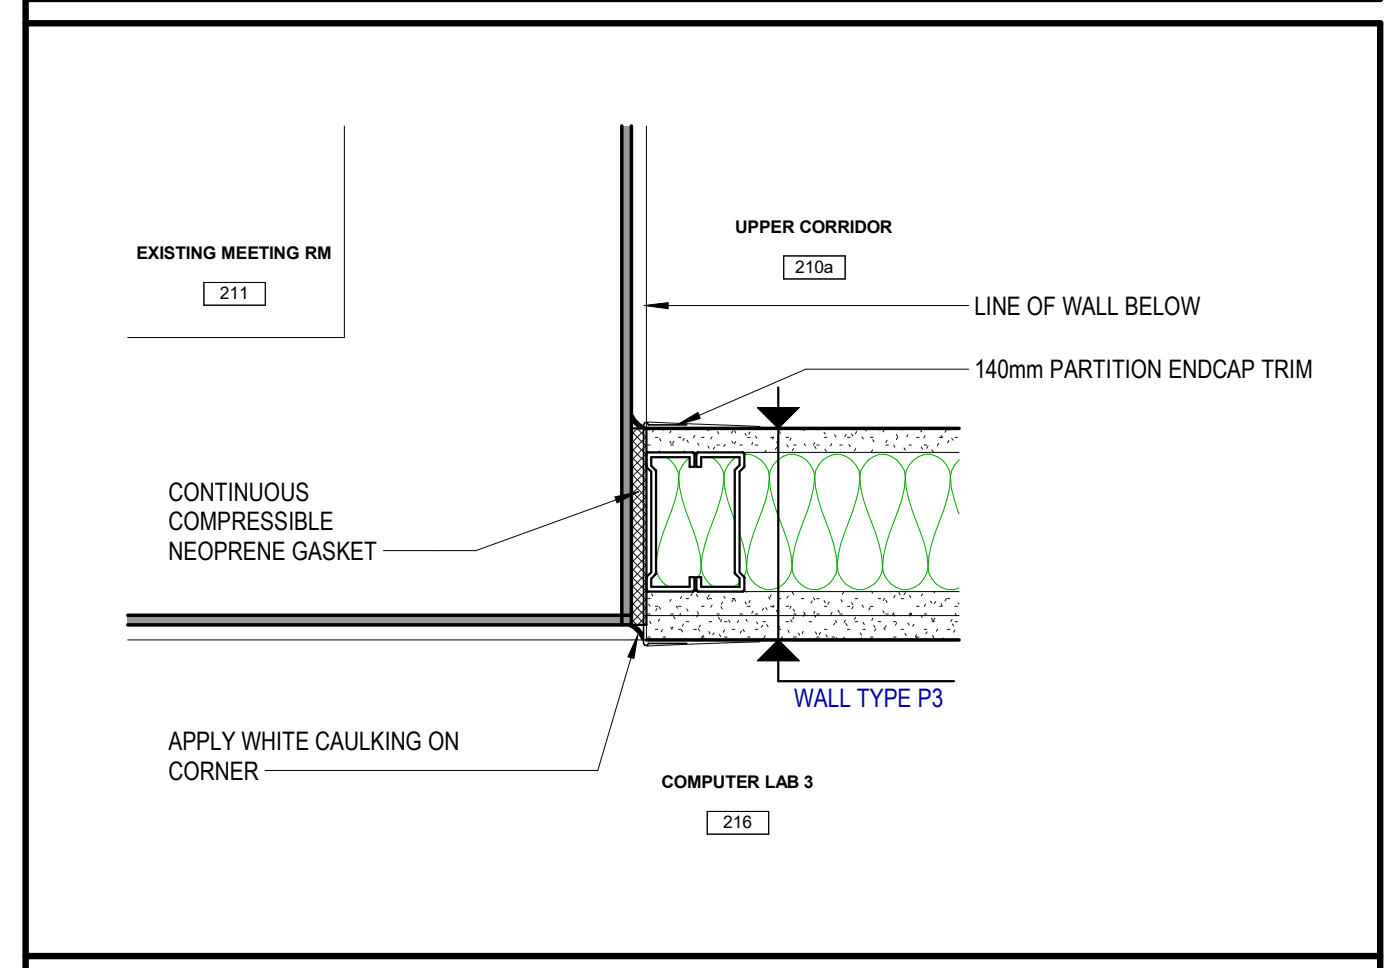 UPPER CORRIDOR
EXISTING MEETING RM
210a
211
LINE OF WALL BELOW
140mm PARTITION ENDCAP TRIM
CONTINUOUS
COMPRESSIBLE
NEOPRENE GASKET
WALL TYPE P3
APPLY WHITE CAULKING ON
CORNER
COMPUTER LAB 3
216